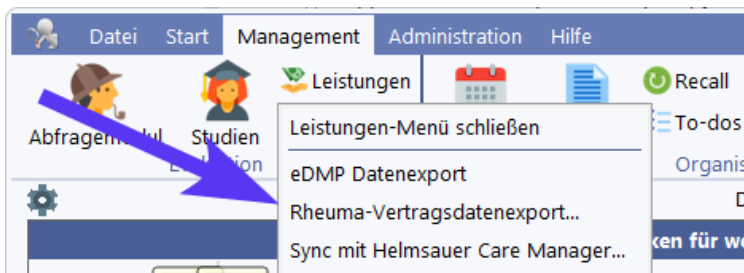 Datei Start Management Administration Hilfe
Leistungen Recall
Leistungen-Menü schließen To-dos
Studien
eDMP Datenexport
Rheuma-Vertragsdatenexport...
Sync mit Helmsauer Care Manager...